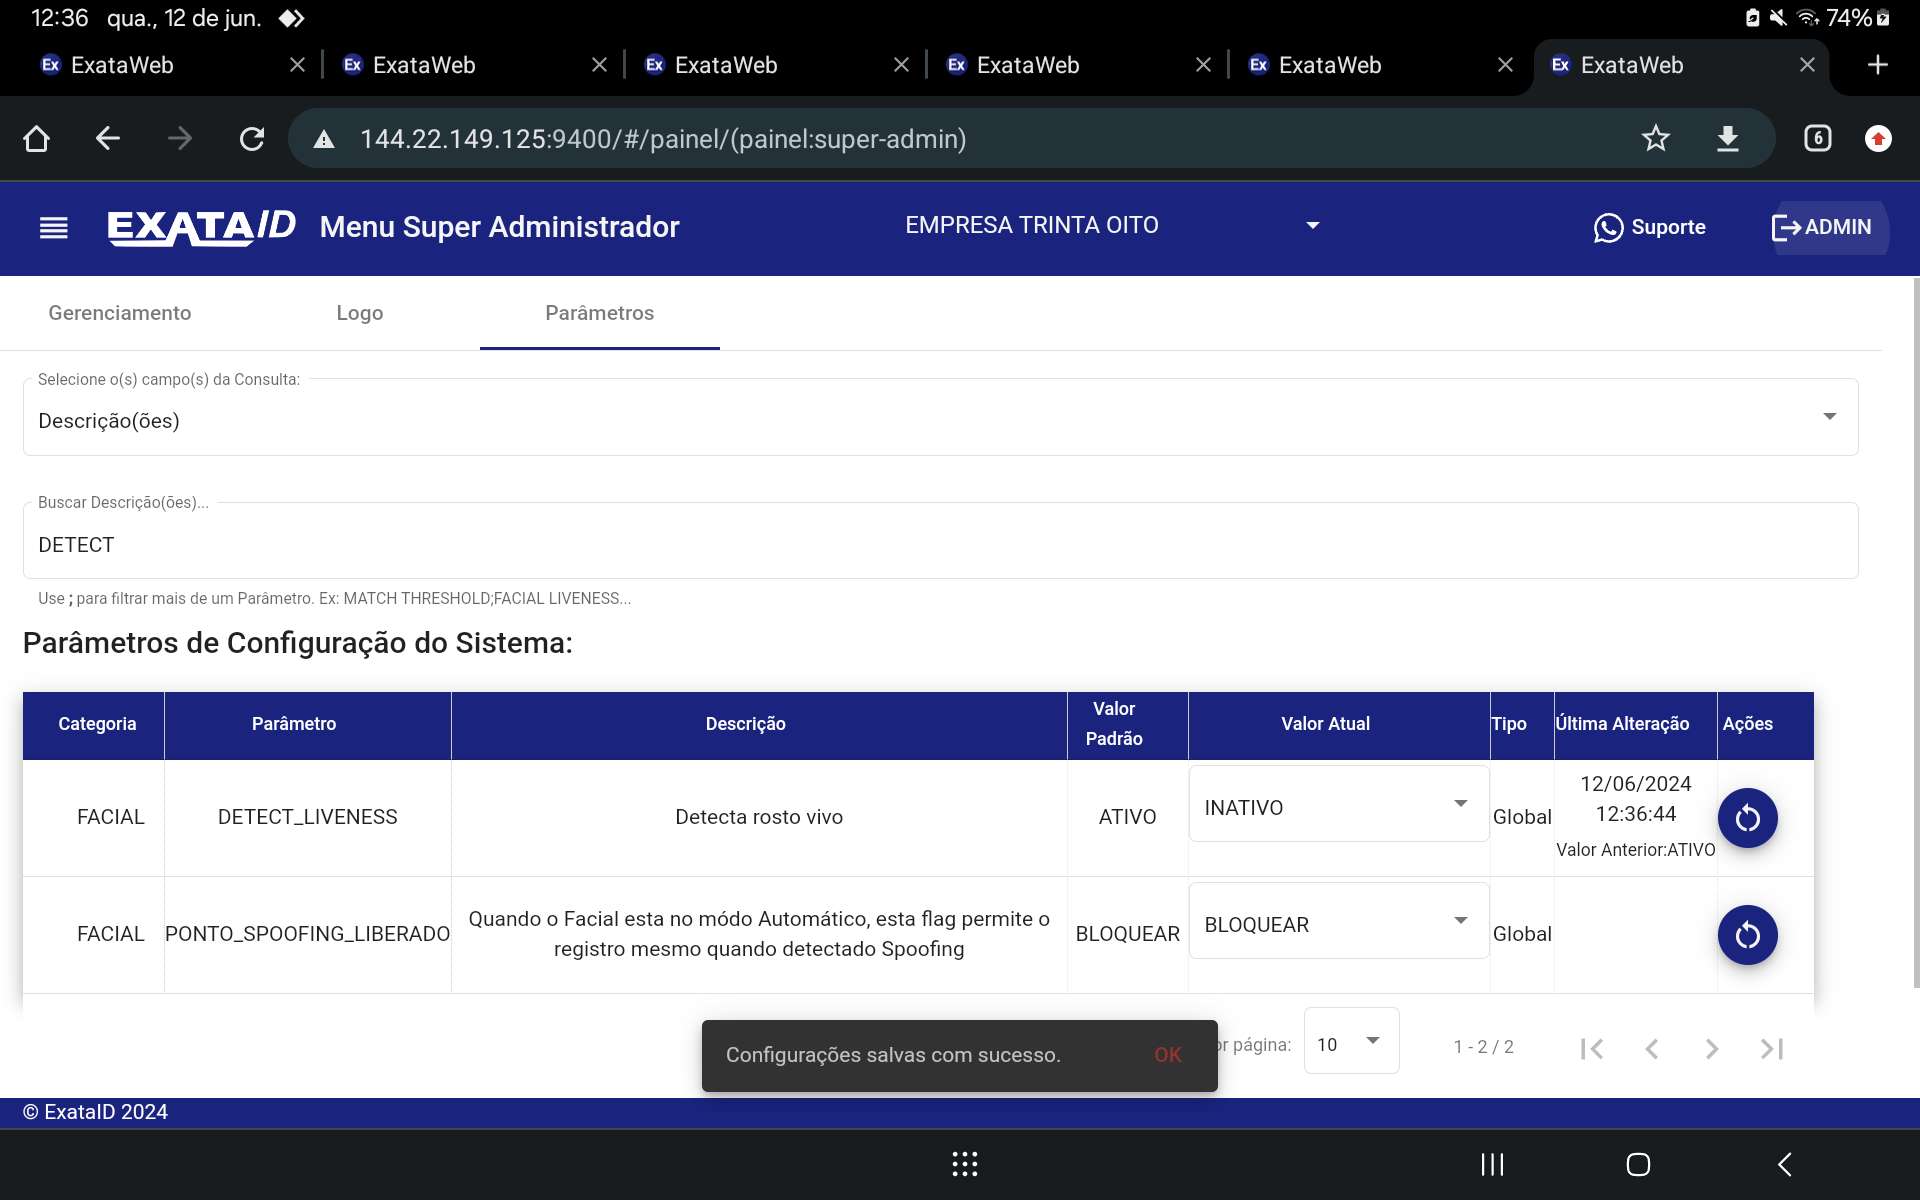 12:36 qua., 12 de jun. 74%
Ex ExataWeb Ex ExataWeb Ex ExataWeb Ex ExataWeb Ex ExataWeb Ex ExataWeb
144.22.149.125:9400/#/painel/(painel:super-admin) 6
EXATAID Menu Super Administrador EMPRESA TRINTA OITO Suporte ADMIN
Gerenciamento Logo Parâmetros
Selecione o(s) campo(s) da Consulta:
Descrição(ões)
Buscar Descrição(ões)...
DETECT
Use ; para filtrar mais de um Parâmetro. Ex: MATCH THRESHOLD;FACIAL LIVENESS...
Parâmetros de Configuração do Sistema:
Categoria Parâmetro Descrição Valor Padrão Valor Atual Tipo Última Alteração Ações
FACIAL DETECT_LIVENESS Detecta rosto vivo ATIVO INATIVO Global 12/06/2024
12:36:44
Valor Anterior:ATIVO
FACIAL PONTO_SPOOFING_LIBERADO Quando o Facial esta no módo Automático, esta flag permite o
registro mesmo quando detectado Spoofing BLOQUEAR BLOQUEAR Global
Configurações salvas com sucesso. OK
página: 10 1 - 2 / 2
© ExataID 2024